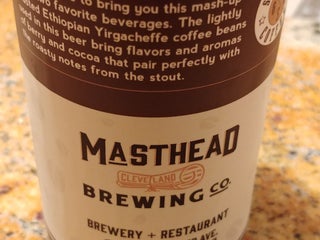 to bring you this mash-up
two favorite beverages. The lightly
Ethiopian Yirgacheffe coffee beans
in this beer bring flavors and aromas
and cocoa that pair perfectly with
the roasty notes from the stout.
MASTHEAD
CLEVELAND
BREWING CO.
BREWERY + RESTAURANT
AVE.